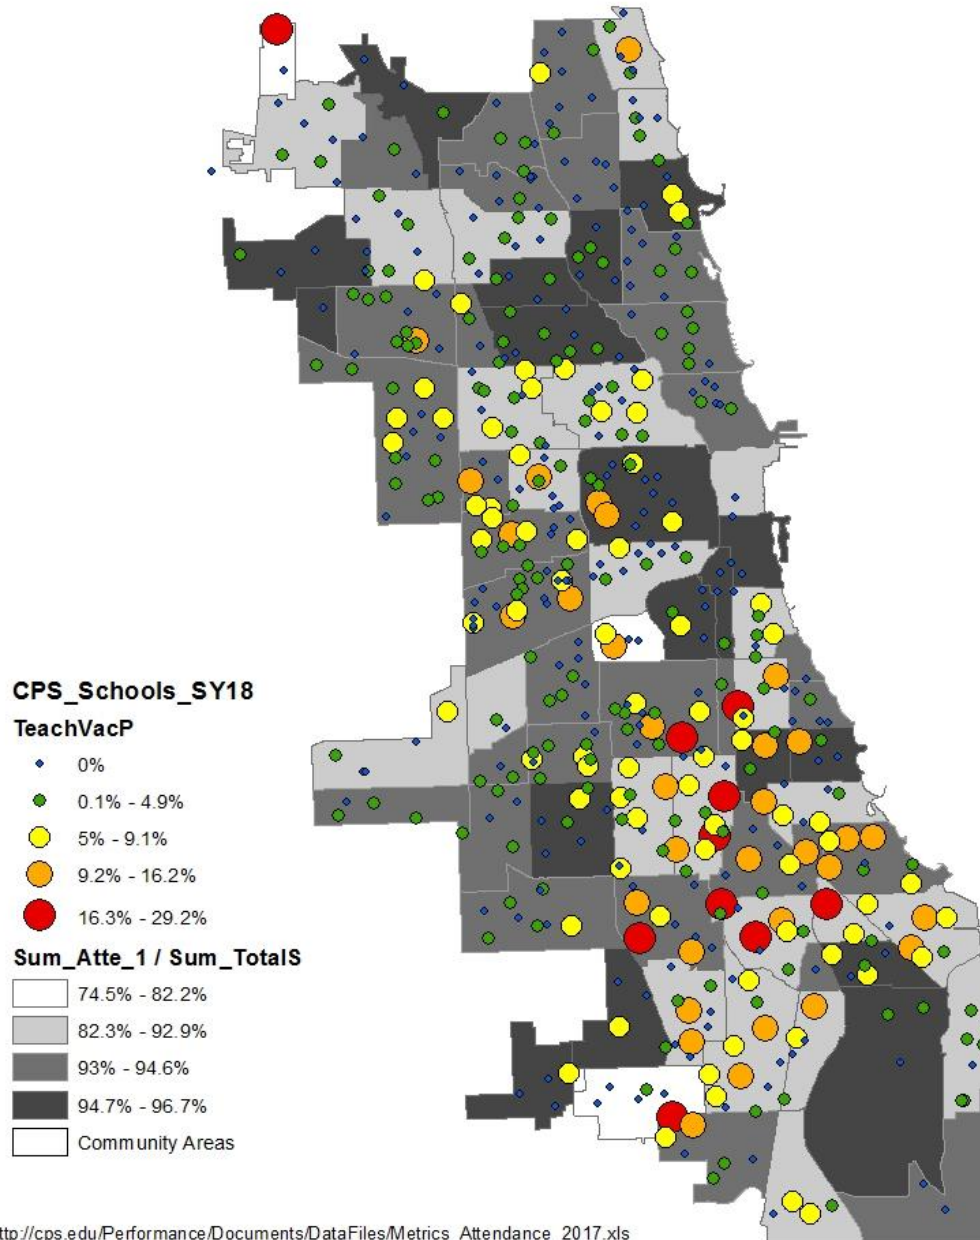 CPS_Schools_SY18
TeachVacP
0%
0.1% - 4.9%
5% - 9.1%
9.2% - 16.2%
16.3% - 29.2%
Sum_Atte_1 / Sum_TotalS
74.5% - 82.2%
82.3% - 92.9%
93% - 94.6%
94.7% - 96.7%
Community Areas
ttp://cps.edu/Performance/Documents/DataFiles/Metrics_Attendance_2017.xls